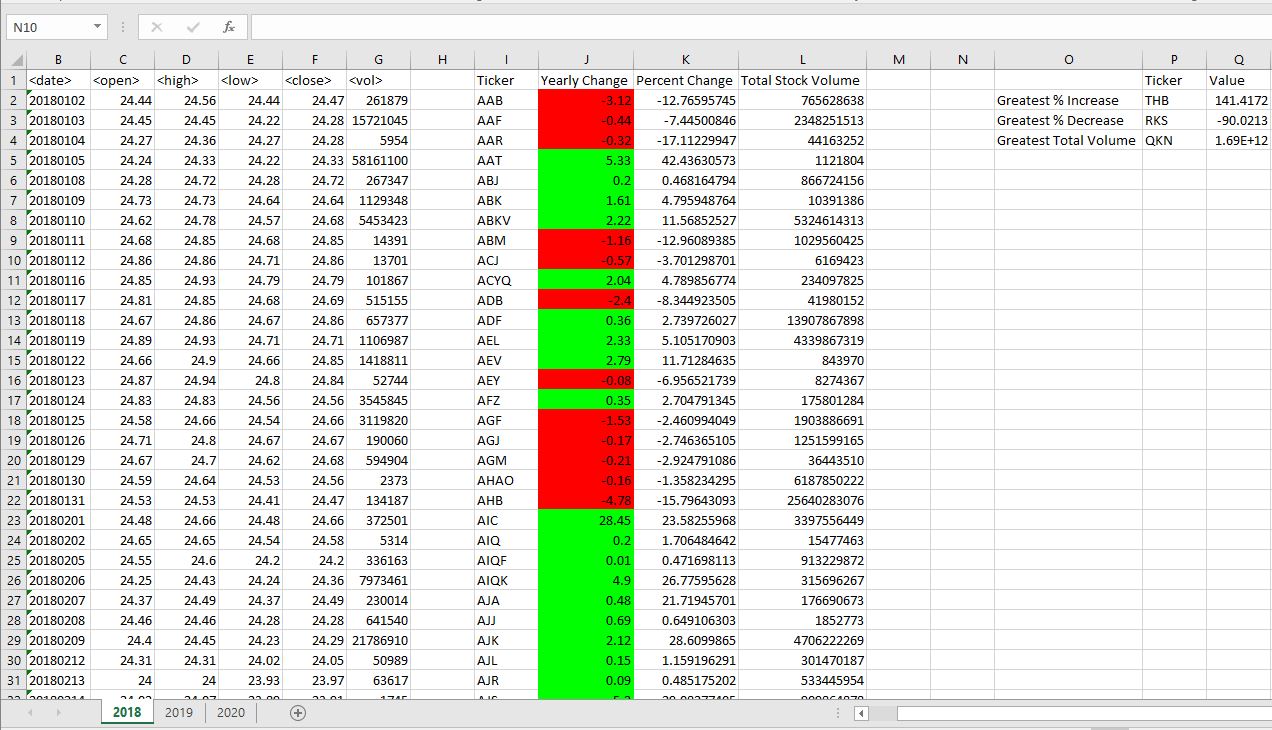 N10 fx
B C D E F G H I J K L M N O P Q
1 <date> <open> <high> <low> <close> <vol> Ticker Yearly Change Percent Change Total Stock Volume Ticker Value
2 20180102 24.44 24.56 24.44 24.47 261879 AAB -3.12 -12.76595745 765628638 Greatest % Increase THB 141.4172
3 20180103 24.45 24.45 24.22 24.28 15721045 AAF -0.44 -7.44500846 2348251513 Greatest % Decrease RKS -90.0213
4 20180104 24.27 24.36 24.27 24.28 5954 AAR -0.32 -17.11229947 44163252 Greatest Total Volume QKN 1.69E+12
5 20180105 24.24 24.33 24.22 24.33 58161100 AAT 5.33 42.43630573 1121804
6 20180108 24.28 24.72 24.28 24.72 267347 ABJ 0.2 0.468164794 866724156
7 20180109 24.73 24.73 24.64 24.64 1129348 ABK 1.61 4.795948764 10391386
8 20180110 24.62 24.78 24.57 24.68 5453423 ABKV 2.22 11.56852527 5324614313
9 20180111 24.68 24.85 24.68 24.85 14391 ABM -1.16 -12.96089385 1029560425
10 20180112 24.86 24.86 24.71 24.86 13701 ACJ -0.57 -3.701298701 6169423
11 20180116 24.85 24.93 24.79 24.79 101867 ACYQ 2.04 4.789856774 234097825
12 20180117 24.81 24.85 24.68 24.69 515155 ADB -2.4 -8.344923505 41980152
13 20180118 24.67 24.86 24.67 24.86 657377 ADF 0.36 2.739726027 13907867898
14 20180119 24.89 24.93 24.71 24.71 1106987 AEL 2.33 5.105170903 4339867319
15 20180122 24.66 24.9 24.66 24.85 1418811 AEV 2.79 11.71284635 843970
16 20180123 24.87 24.94 24.8 24.84 52744 AEY -0.08 -6.956521739 8274367
17 20180124 24.83 24.83 24.56 24.56 3545845 AFZ 0.35 2.704791345 175801284
18 20180125 24.58 24.66 24.54 24.66 3119820 AGF -1.53 -2.460994049 1903886691
19 20180126 24.71 24.8 24.67 24.67 190060 AGJ -0.17 -2.746365105 1251599165
20 20180129 24.67 24.7 24.62 24.68 594904 AGM -0.21 -2.924791086 36443510
21 20180130 24.59 24.64 24.53 24.56 2373 AHAO -0.16 -1.358234295 6187850222
22 20180131 24.53 24.53 24.41 24.47 134187 AHB -4.78 -15.79643093 25640283076
23 20180201 24.48 24.66 24.48 24.66 372501 AIC 28.45 23.58255968 3397556449
24 20180202 24.65 24.65 24.54 24.58 5314 AIQ 0.2 1.706484642 15477463
25 20180205 24.55 24.6 24.2 24.2 336163 AIQF 0.01 0.471698113 913229872
26 20180206 24.25 24.43 24.24 24.36 7973461 AIQK 4.9 26.77595628 315696267
27 20180207 24.37 24.49 24.37 24.49 230014 AJA 0.48 21.71945701 176690673
28 20180208 24.46 24.46 24.28 24.28 641540 AJJ 0.69 0.649106303 1852773
29 20180209 24.4 24.45 24.23 24.29 21786910 AJK 2.12 28.6099865 4706222269
30 20180212 24.31 24.31 24.02 24.05 50989 AJL 0.15 1.159196291 301470187
31 20180213 24 24 23.93 23.97 63617 AJR 0.09 0.485175202 533445954
2018 2019 2020